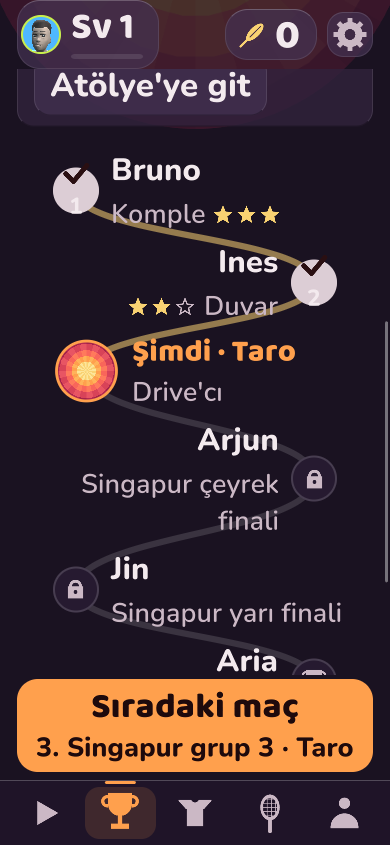 Sv 1
0
Atölye'ye git
Bruno
1
Komple
Ines
2
Duvar
Şimdi · Taro
Drive'cı
Arjun
Singapur çeyrek
finali
Jin
Singapur yarı finali
Aria
Sıradaki maç
3. Singapur grup 3 · Taro